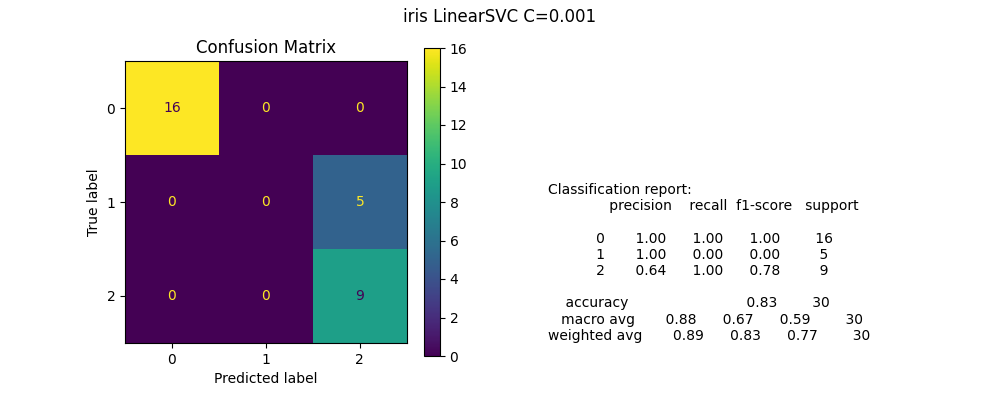 iris LinearSVC C=0.001
Confusion Matrix
16
14
12
10
8
6
4
2
0
0
1
2
True label
16 0 0
0 0 5
0 0 9
0 1 2
Predicted label
Classification report:
precision recall f1-score support
0 1.00 1.00 1.00 16
1 1.00 0.00 0.00 5
2 0.64 1.00 0.78 9
accuracy 0.83 30
macro avg 0.88 0.67 0.59 30
weighted avg 0.89 0.83 0.77 30